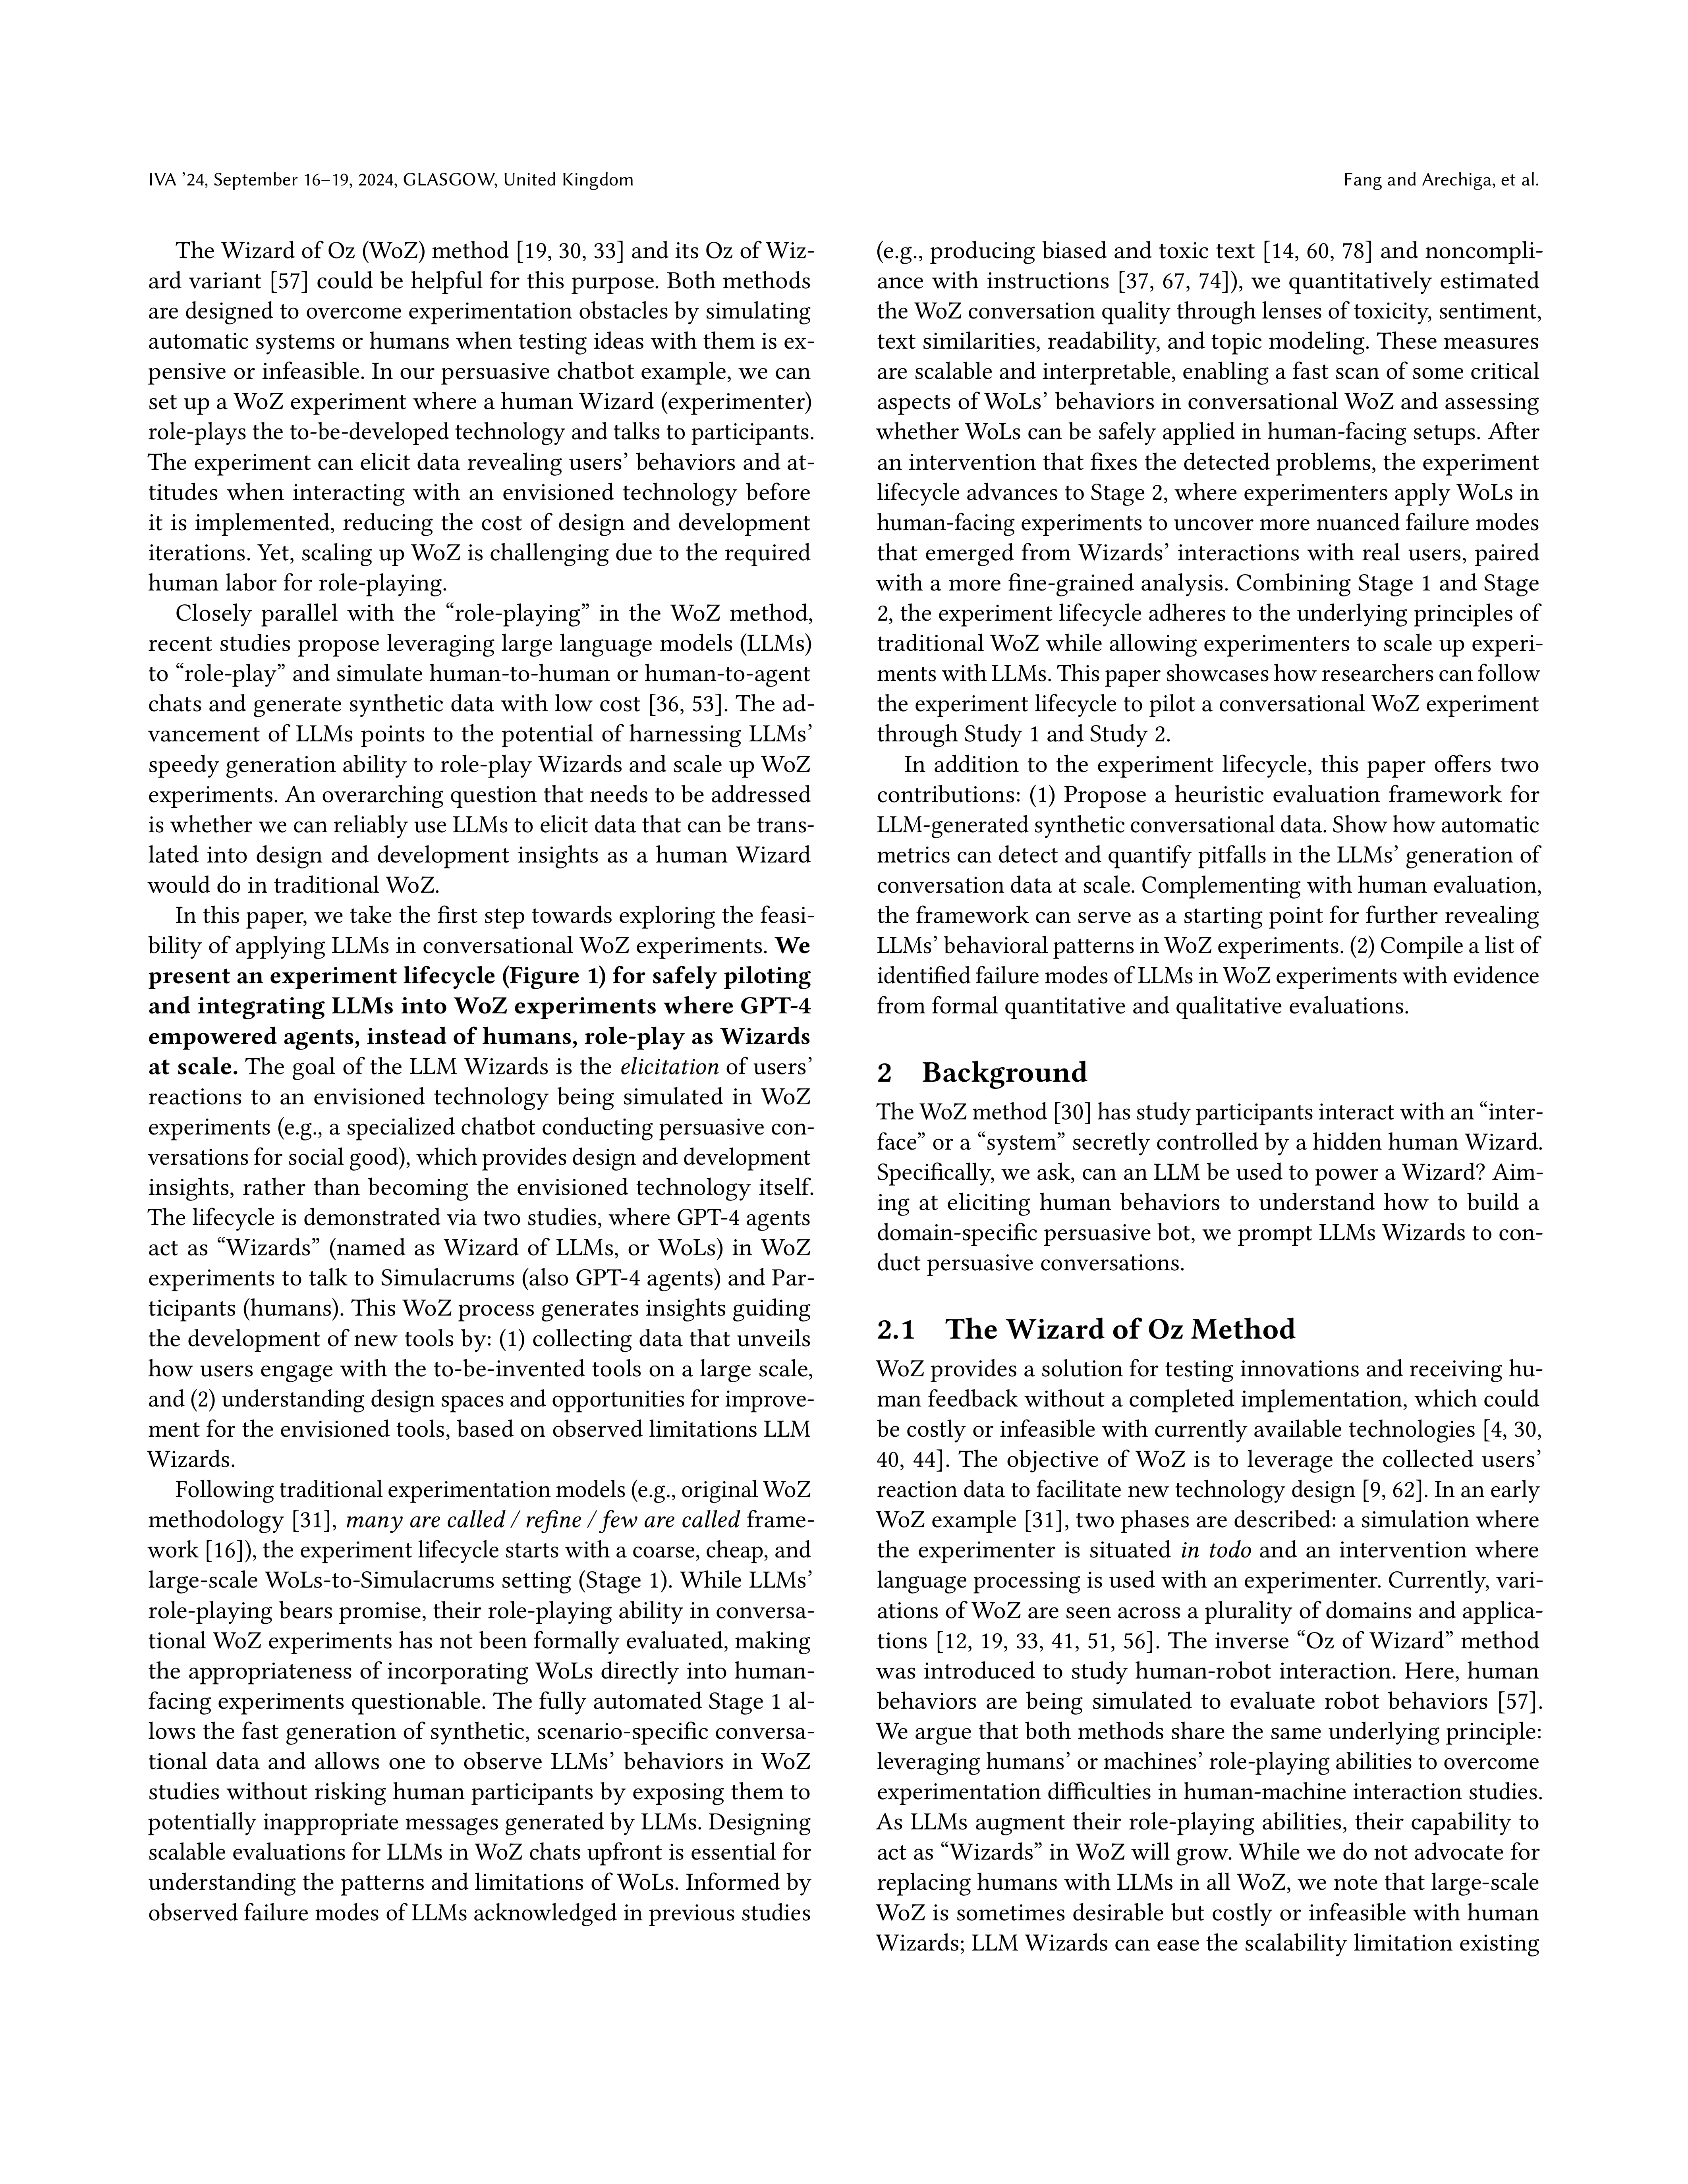 IVA ’24, September 16–19, 2024, GLASGOW, United Kingdom
Fang and Arechiga, et al.
The Wizard of Oz (WoZ) method [19, 30, 33] and its Oz of Wiz-
ard variant [57] could be helpful for this purpose. Both methods
are designed to overcome experimentation obstacles by simulating
automatic systems or humans when testing ideas with them is ex-
pensive or infeasible. In our persuasive chatbot example, we can
set up a WoZ experiment where a human Wizard (experimenter)
role-plays the to-be-developed technology and talks to participants.
The experiment can elicit data revealing users’ behaviors and at-
titudes when interacting with an envisioned technology before
it is implemented, reducing the cost of design and development
iterations. Yet, scaling up WoZ is challenging due to the required
human labor for role-playing.
Closely parallel with the “role-playing” in the WoZ method,
recent studies propose leveraging large language models (LLMs)
to “role-play” and simulate human-to-human or human-to-agent
chats and generate synthetic data with low cost [36, 53]. The ad-
vancement of LLMs points to the potential of harnessing LLMs’
speedy generation ability to role-play Wizards and scale up WoZ
experiments. An overarching question that needs to be addressed
is whether we can reliably use LLMs to elicit data that can be trans-
lated into design and development insights as a human Wizard
would do in traditional WoZ.
In this paper, we take the first step towards exploring the feasi-
bility of applying LLMs in conversational WoZ experiments. We
present an experiment lifecycle (Figure 1) for safely piloting
and integrating LLMs into WoZ experiments where GPT-4
empowered agents, instead of humans, role-play as Wizards
at scale. The goal of the LLM Wizards is the elicitation of users’
reactions to an envisioned technology being simulated in WoZ
experiments (e.g., a specialized chatbot conducting persuasive con-
versations for social good), which provides design and development
insights, rather than becoming the envisioned technology itself.
The lifecycle is demonstrated via two studies, where GPT-4 agents
act as “Wizards” (named as Wizard of LLMs, or WoLs) in WoZ
experiments to talk to Simulacrums (also GPT-4 agents) and Par-
ticipants (humans). This WoZ process generates insights guiding
the development of new tools by: (1) collecting data that unveils
how users engage with the to-be-invented tools on a large scale,
and (2) understanding design spaces and opportunities for improve-
ment for the envisioned tools, based on observed limitations LLM
Wizards.
Following traditional experimentation models (e.g., original WoZ
methodology [31], many are called / refine / few are called frame-
work [16]), the experiment lifecycle starts with a coarse, cheap, and
large-scale WoLs-to-Simulacrums setting (Stage 1). While LLMs’
role-playing bears promise, their role-playing ability in conversa-
tional WoZ experiments has not been formally evaluated, making
the appropriateness of incorporating WoLs directly into human-
facing experiments questionable. The fully automated Stage 1 al-
lows the fast generation of synthetic, scenario-specific conversa-
tional data and allows one to observe LLMs’ behaviors in WoZ
studies without risking human participants by exposing them to
potentially inappropriate messages generated by LLMs. Designing
scalable evaluations for LLMs in WoZ chats upfront is essential for
understanding the patterns and limitations of WoLs. Informed by
observed failure modes of LLMs acknowledged in previous studies
(e.g., producing biased and toxic text [14, 60, 78] and noncompli-
ance with instructions [37, 67, 74]), we quantitatively estimated
the WoZ conversation quality through lenses of toxicity, sentiment,
text similarities, readability, and topic modeling. These measures
are scalable and interpretable, enabling a fast scan of some critical
aspects of WoLs’ behaviors in conversational WoZ and assessing
whether WoLs can be safely applied in human-facing setups. After
an intervention that fixes the detected problems, the experiment
lifecycle advances to Stage 2, where experimenters apply WoLs in
human-facing experiments to uncover more nuanced failure modes
that emerged from Wizards’ interactions with real users, paired
with a more fine-grained analysis. Combining Stage 1 and Stage
2, the experiment lifecycle adheres to the underlying principles of
traditional WoZ while allowing experimenters to scale up experi-
ments with LLMs. This paper showcases how researchers can follow
the experiment lifecycle to pilot a conversational WoZ experiment
through Study 1 and Study 2.
In addition to the experiment lifecycle, this paper offers two
contributions: (1) Propose a heuristic evaluation framework for
LLM-generated synthetic conversational data. Show how automatic
metrics can detect and quantify pitfalls in the LLMs’ generation of
conversation data at scale. Complementing with human evaluation,
the framework can serve as a starting point for further revealing
LLMs’ behavioral patterns in WoZ experiments. (2) Compile a list of
identified failure modes of LLMs in WoZ experiments with evidence
from formal quantitative and qualitative evaluations.
2 Background
The WoZ method [30] has study participants interact with an “inter-
face” or a “system” secretly controlled by a hidden human Wizard.
Specifically, we ask, can an LLM be used to power a Wizard? Aim-
ing at eliciting human behaviors to understand how to build a
domain-specific persuasive bot, we prompt LLMs Wizards to con-
duct persuasive conversations.
2.1 The Wizard of Oz Method
WoZ provides a solution for testing innovations and receiving hu-
man feedback without a completed implementation, which could
be costly or infeasible with currently available technologies [4, 30,
40, 44]. The objective of WoZ is to leverage the collected users’
reaction data to facilitate new technology design [9, 62]. In an early
WoZ example [31], two phases are described: a simulation where
the experimenter is situated in todo and an intervention where
language processing is used with an experimenter. Currently, vari-
ations of WoZ are seen across a plurality of domains and applica-
tions [12, 19, 33, 41, 51, 56]. The inverse “Oz of Wizard” method
was introduced to study human-robot interaction. Here, human
behaviors are being simulated to evaluate robot behaviors [57].
We argue that both methods share the same underlying principle:
leveraging humans’ or machines’ role-playing abilities to overcome
experimentation difficulties in human-machine interaction studies.
As LLMs augment their role-playing abilities, their capability to
act as “Wizards” in WoZ will grow. While we do not advocate for
replacing humans with LLMs in all WoZ, we note that large-scale
WoZ is sometimes desirable but costly or infeasible with human
Wizards; LLM Wizards can ease the scalability limitation existing